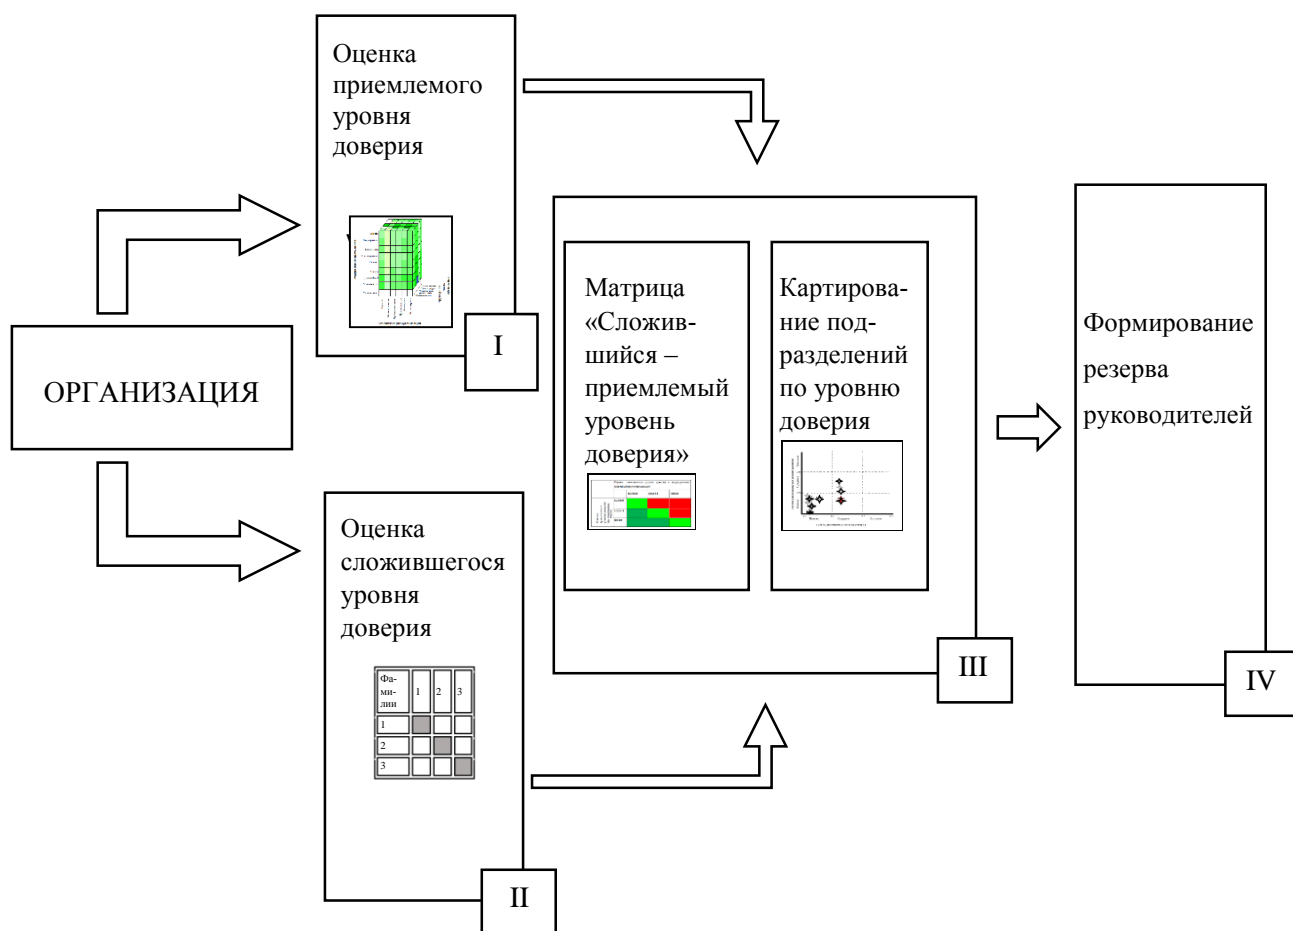 Оценка
приемлемого
уровня
доверия
I
ОРГАНИЗАЦИЯ
Оценка
сложившегося
уровня
доверия
Фа-
ми-
лии
1
2
3
1
2
3
II
Матрица
«Сложив-
шийся –
приемлемый
уровень
доверия»
Картирова-
ние под-
разделений
по уровню
доверия
III
Формирование
резерва
руководителей
IV